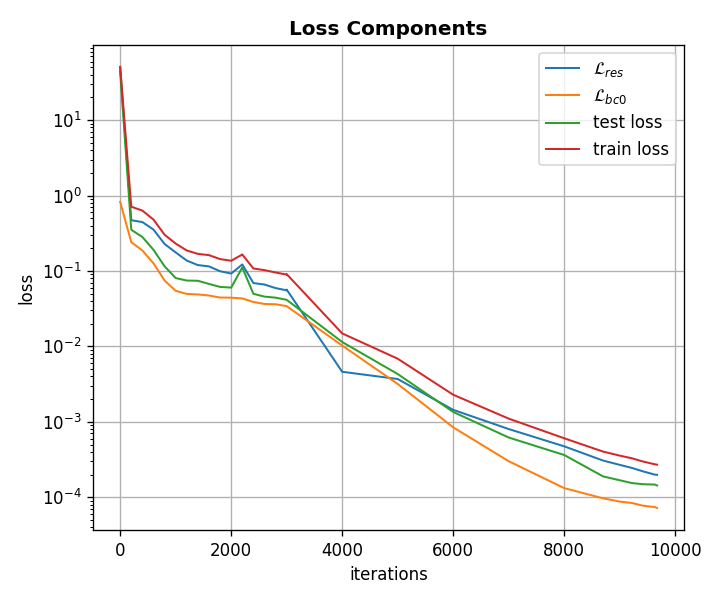 Loss Components
ℒ_res
ℒ_bc0
test loss
train loss
loss
10^1
10^0
10^−1
10^−2
10^−3
10^−4
0 2000 4000 6000 8000 10000
iterations